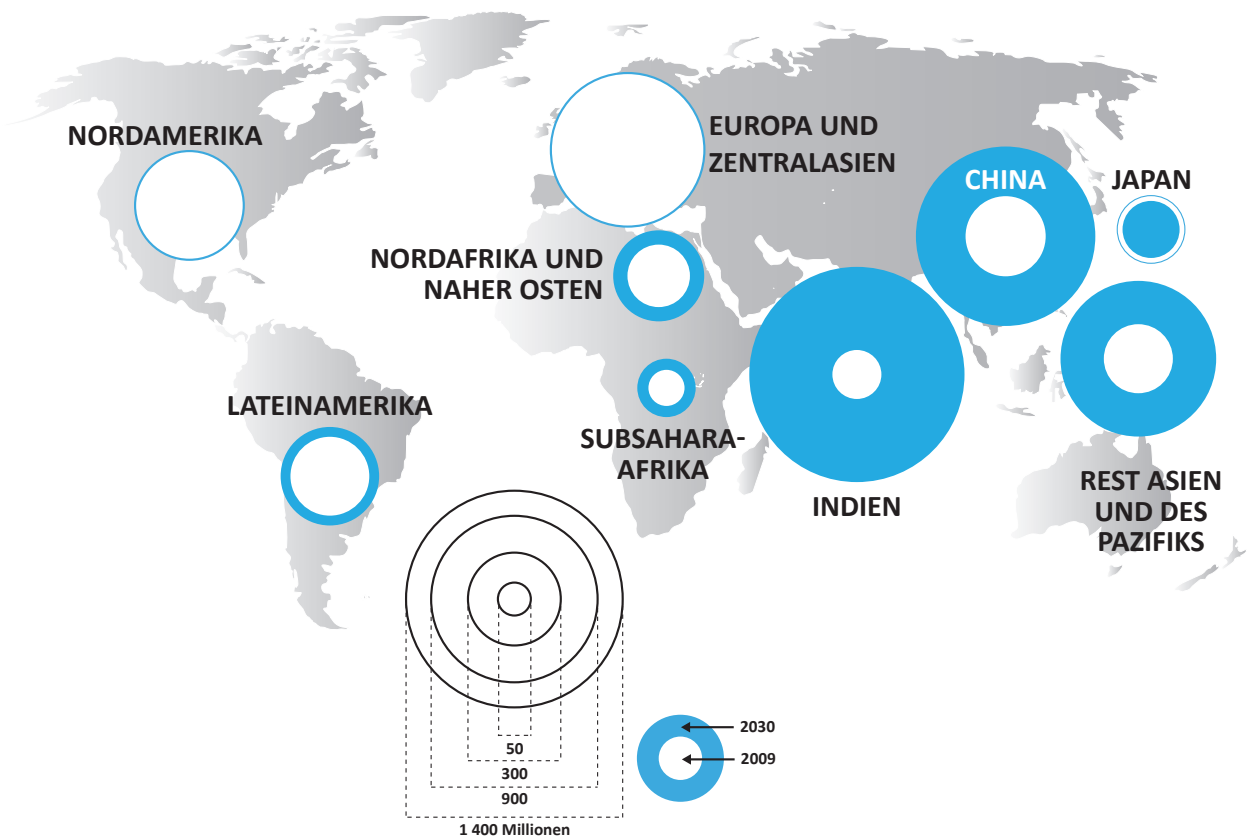 NORDAMERIKA
EUROPA UND
ZENTRALASIEN
CHINA
JAPAN
NORDAFRIKA UND
NAHER OSTEN
LATEINAMERIKA
SUBSAHARA-
AFRIKA
INDIEN
REST ASIEN
UND DES
PAZIFIKS
50
300
900
1 400 Millionen
2030
2009